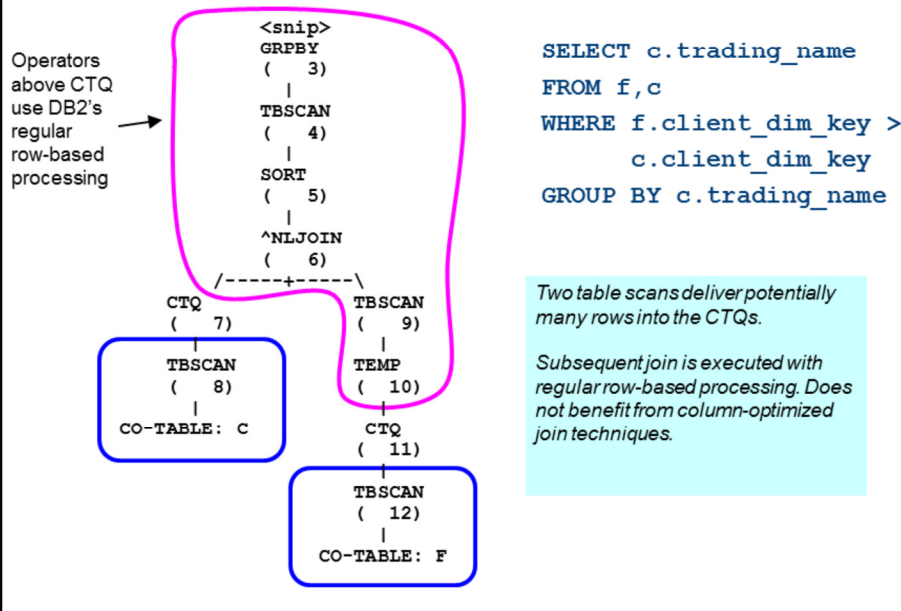 Operators
above CTQ
use DB2's
regular
row-based
processing
<snip>
GRPBY
( 3)
|
TBSCAN
( 4)
|
SORT
( 5)
|
^NLJOIN
( 6)
/-----+-----\
CTQ TBSCAN
( 7) ( 9)
| |
TBSCAN TEMP
( 8) ( 10)
| |
CO-TABLE: C CTQ
( 11)
|
TBSCAN
( 12)
|
CO-TABLE: F
SELECT c.trading_name
FROM f,c
WHERE f.client_dim_key >
c.client_dim_key
GROUP BY c.trading_name
Two table scans deliver potentially
many rows into the CTQs.
Subsequent join is executed with
regular row-based processing. Does
not benefit from column-optimized
join techniques.